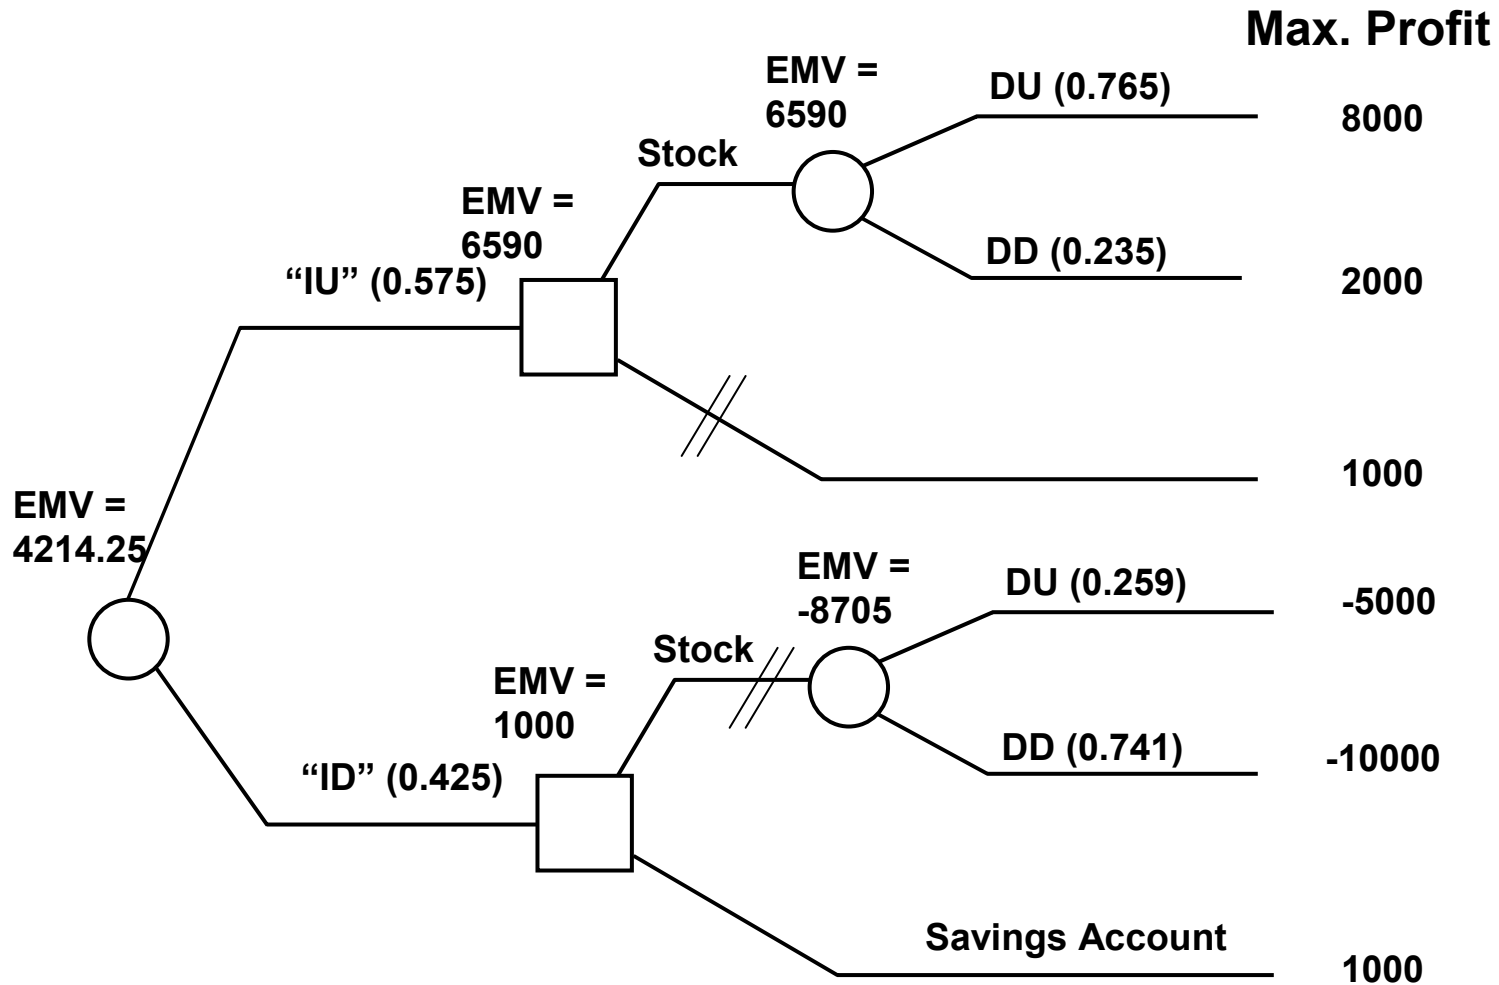 Max. Profit
EMV =
6590
DU (0.765)
8000
Stock
EMV =
6590
DD (0.235)
2000
“IU” (0.575)
1000
EMV =
4214.25
EMV =
-8705
DU (0.259)
-5000
Stock
EMV =
1000
DD (0.741)
-10000
“ID” (0.425)
Savings Account
1000